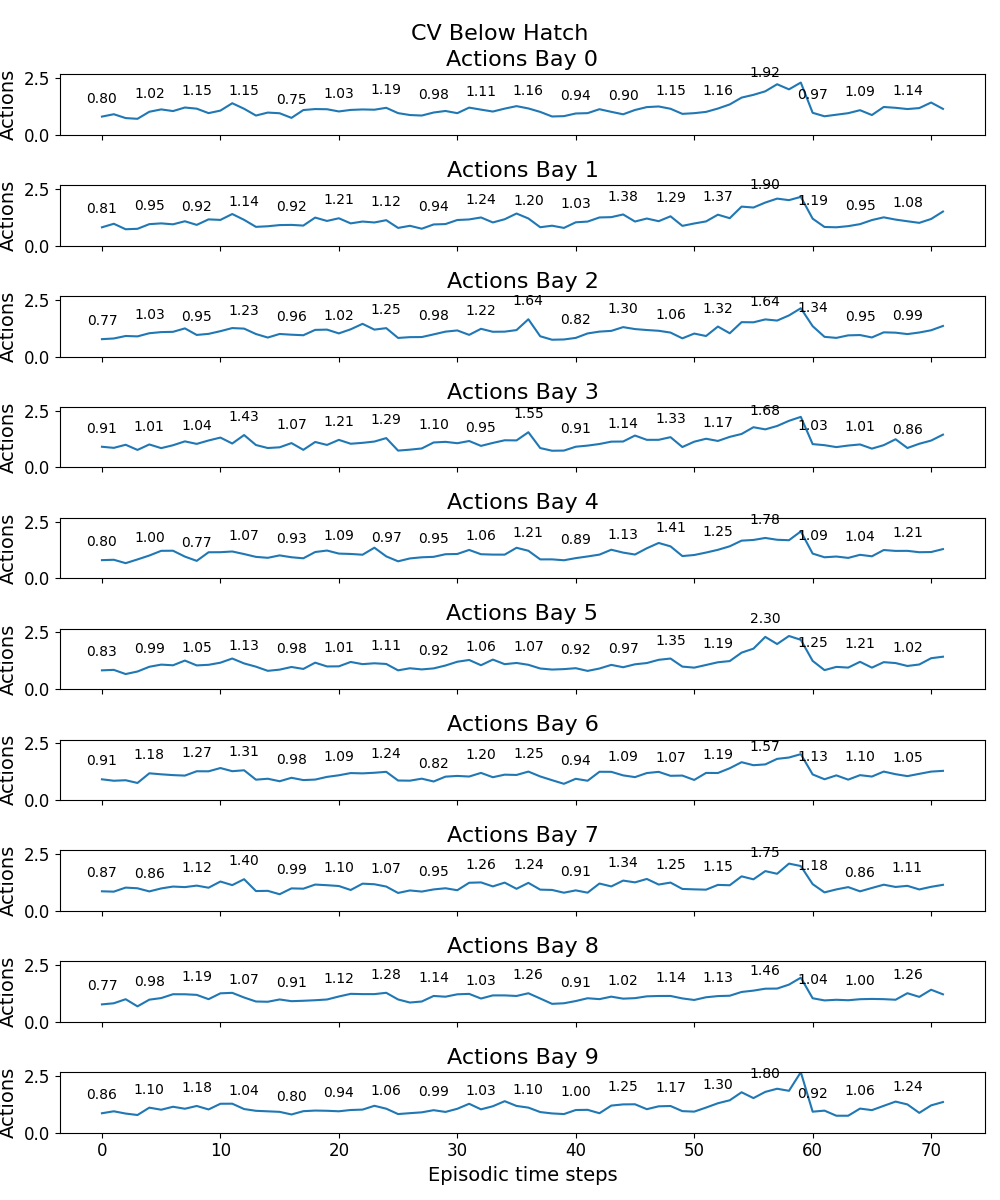 CV Below Hatch
Actions Bay 0
Actions
2.5
0.0
0.80 1.02 1.15 1.15 0.75 1.03 1.19 0.98 1.11 1.16 0.94 0.90 1.15 1.16 1.92 0.97 1.09 1.14
Actions Bay 1
Actions
2.5
0.0
0.81 0.95 0.92 1.14 0.92 1.21 1.12 0.94 1.24 1.20 1.03 1.38 1.29 1.37 1.90 1.19 0.95 1.08
Actions Bay 2
Actions
2.5
0.0
0.77 1.03 0.95 1.23 0.96 1.02 1.25 0.98 1.22 1.64 0.82 1.30 1.06 1.32 1.64 1.34 0.95 0.99
Actions Bay 3
Actions
2.5
0.0
0.91 1.01 1.04 1.43 1.07 1.21 1.29 1.10 0.95 1.55 0.91 1.14 1.33 1.17 1.68 1.03 1.01 0.86
Actions Bay 4
Actions
2.5
0.0
0.80 1.00 0.77 1.07 0.93 1.09 0.97 0.95 1.06 1.21 0.89 1.13 1.41 1.25 1.78 1.09 1.04 1.21
Actions Bay 5
Actions
2.5
0.0
0.83 0.99 1.05 1.13 0.98 1.01 1.11 0.92 1.06 1.07 0.92 0.97 1.35 1.19 2.30 1.25 1.21 1.02
Actions Bay 6
Actions
2.5
0.0
0.91 1.18 1.27 1.31 0.98 1.09 1.24 0.82 1.20 1.25 0.94 1.09 1.07 1.19 1.57 1.13 1.10 1.05
Actions Bay 7
Actions
2.5
0.0
0.87 0.86 1.12 1.40 0.99 1.10 1.07 0.95 1.26 1.24 0.91 1.34 1.25 1.15 1.75 1.18 0.86 1.11
Actions Bay 8
Actions
2.5
0.0
0.77 0.98 1.19 1.07 0.91 1.12 1.28 1.14 1.03 1.26 0.91 1.02 1.14 1.13 1.46 1.04 1.00 1.26
Actions Bay 9
Actions
2.5
0.0
0.86 1.10 1.18 1.04 0.80 0.94 1.06 0.99 1.03 1.10 1.00 1.25 1.17 1.30 1.80 0.92 1.06 1.24
0 10 20 30 40 50 60 70
Episodic time steps